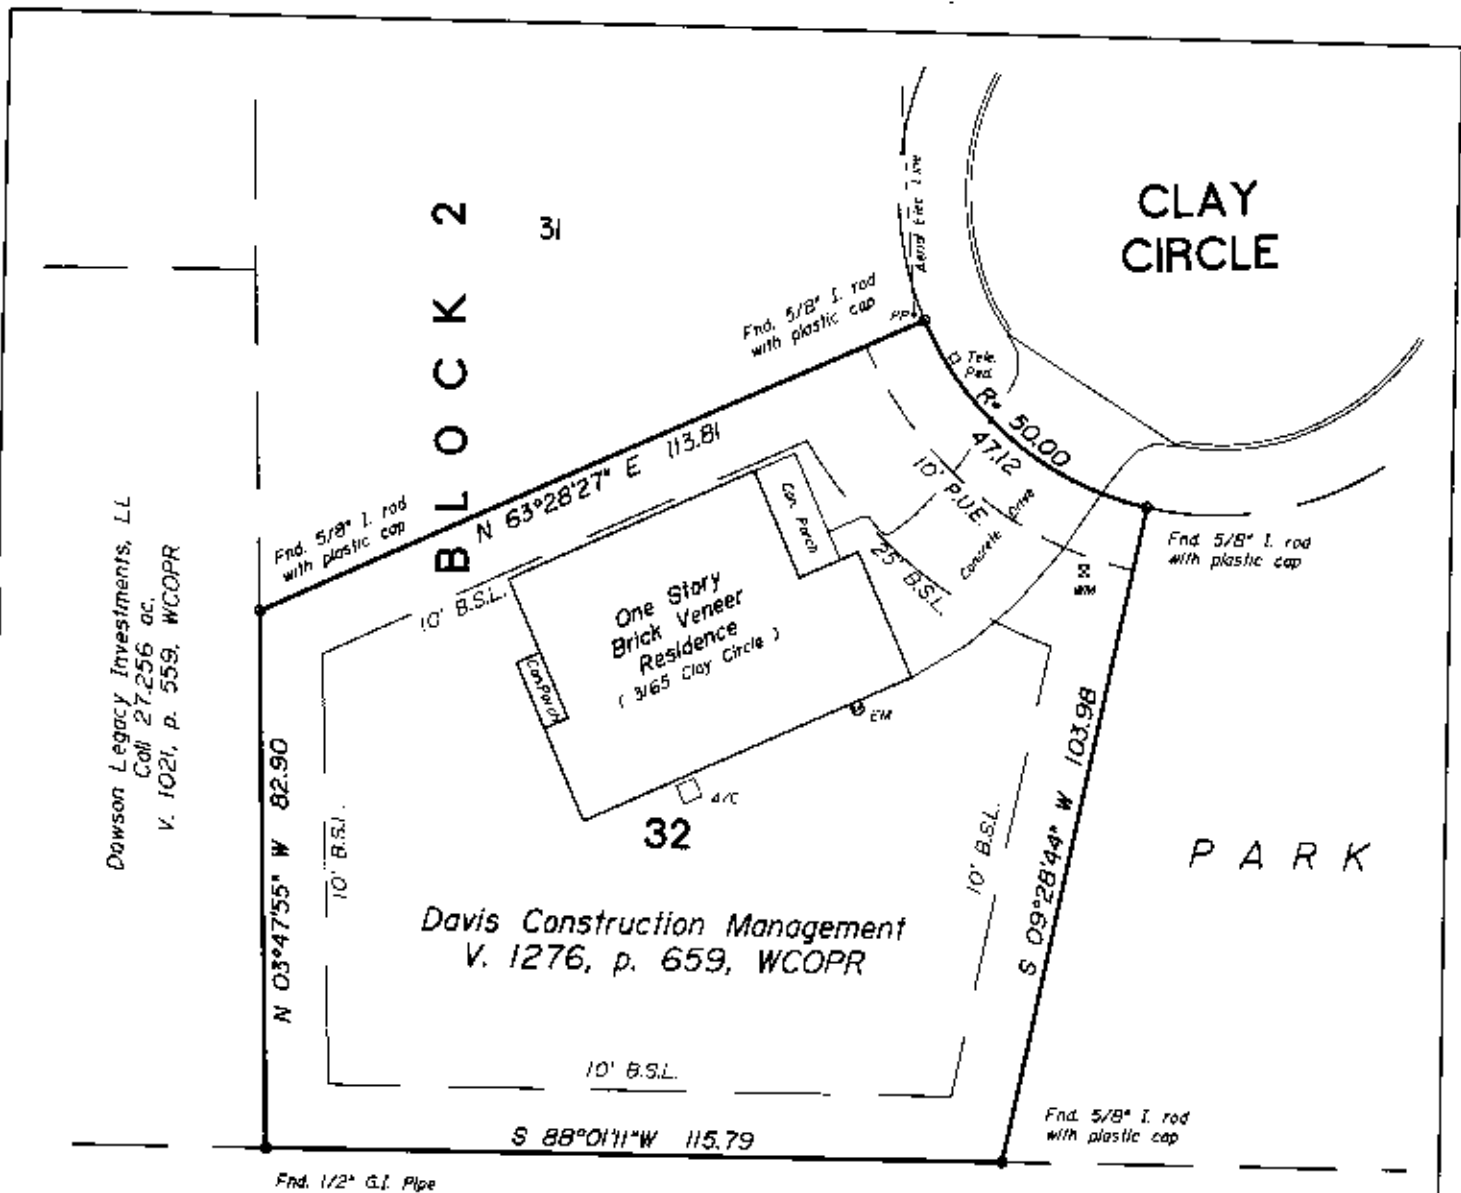 CLAY
CIRCLE
BLOCK 2
31
Aerial Elec Line
Fnd. 5/8" I. rod
with plastic cap
PP
Tele.
Ped.
R= 50.00
47.12
10' P.U.E.
Concrete Drive
N 63°28'27" E 113.81
Fnd. 5/8" I. rod
with plastic cap
Con. Porch
25' B.S.L.
Fnd. 5/8" I. rod
with plastic cap
WM
10' B.S.L.
One Story
Brick Veneer
Residence
( 3165 Clay Circle )
Con.Porch
EM
A/C
32
Dawson Legacy Investments, LL
Call 27.256 ac.
V. 1021, p. 559, WCOPR
N 03°47'55" W 82.90
10' B.S.L.
Davis Construction Management
V. 1276, p. 659, WCOPR
10' B.S.L.
S 09°28'44" W 103.98
PARK
10' B.S.L.
S 88°01'11"W 115.79
Fnd. 5/8" I. rod
with plastic cap
Fnd. 1/2" G.I. Pipe